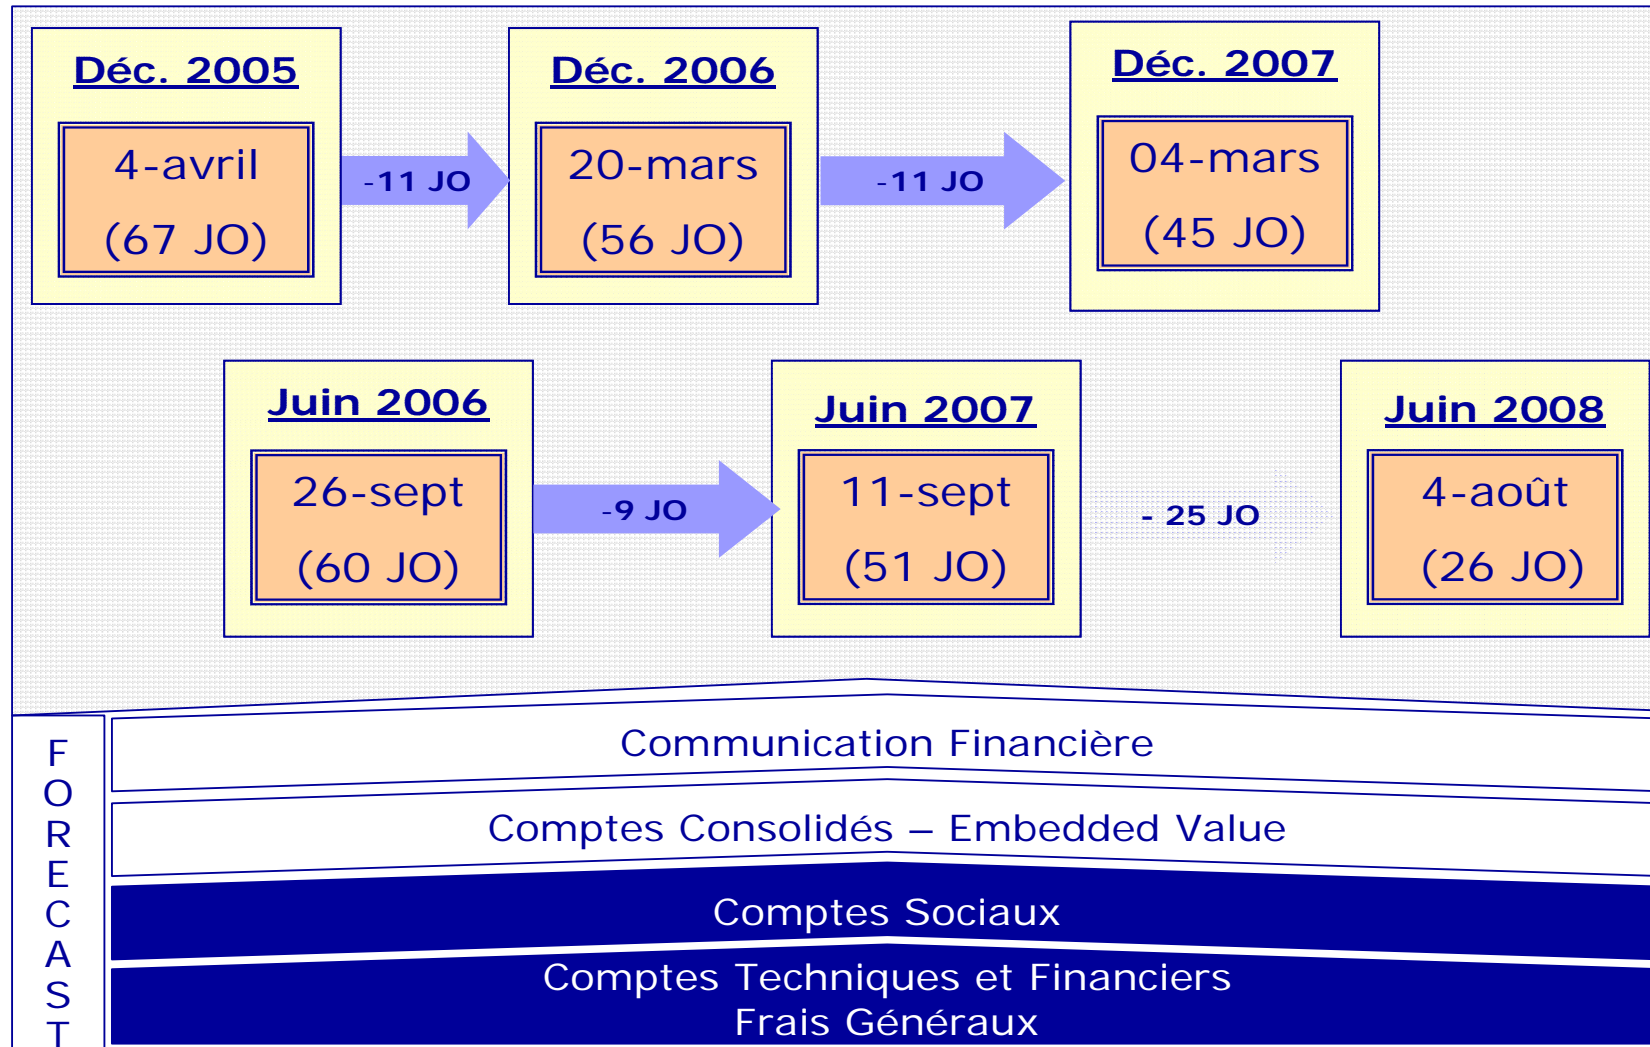 Déc. 2005
4-avril
(67 JO)
-11 JO
Déc. 2006
20-mars
(56 JO)
-11 JO
Déc. 2007
04-mars
(45 JO)
Juin 2006
26-sept
(60 JO)
-9 JO
Juin 2007
11-sept
(51 JO)
- 25 JO
Juin 2008
4-août
(26 JO)
FORECAST
Communication Financière
Comptes Consolidés – Embedded Value
Comptes Sociaux
Comptes Techniques et Financiers
Frais Généraux